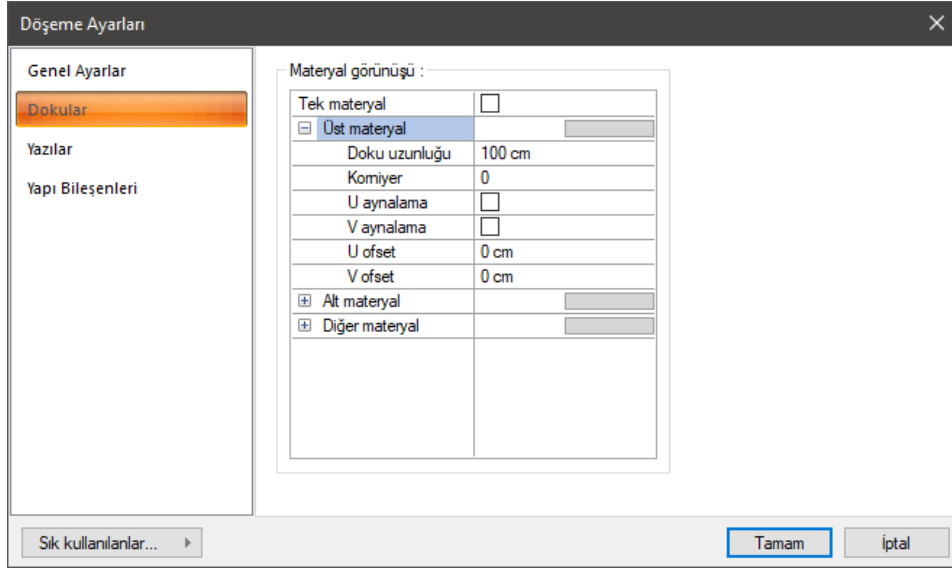 Döşeme Ayarları
Genel Ayarlar
Dokular
Yazılar
Yapı Bileşenleri
Materyal görünüşü :
Tek materyal
Üst materyal
Doku uzunluğu 100 cm
Korniyer 0
U aynalama
V aynalama
U ofset 0 cm
V ofset 0 cm
Alt materyal
Diğer materyal
Sık kullanılanlar...
Tamam
İptal